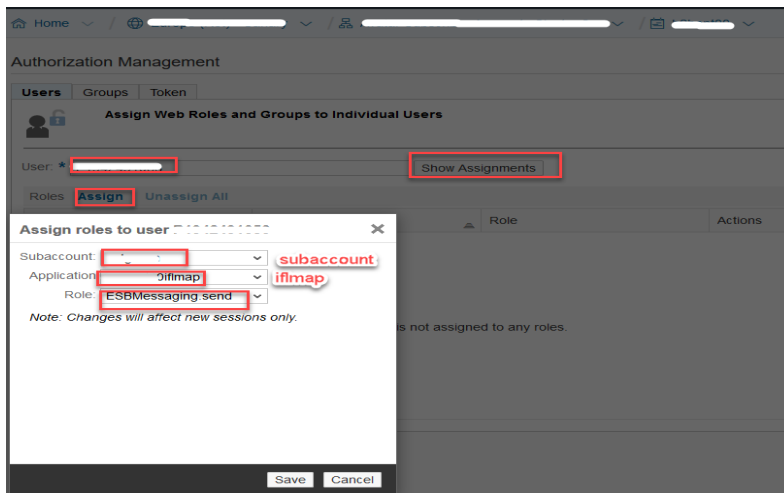 Home / / /
Authorization Management
Users Groups Token
Assign Web Roles and Groups to Individual Users
User: * Show Assignments
Roles Assign Unassign All
Role Actions
Assign roles to user
Subaccount: subaccount
Application iflmap iflmap
Role: ESBMessaging.send
Note: Changes will affect new sessions only.
is not assigned to any roles.
Save Cancel